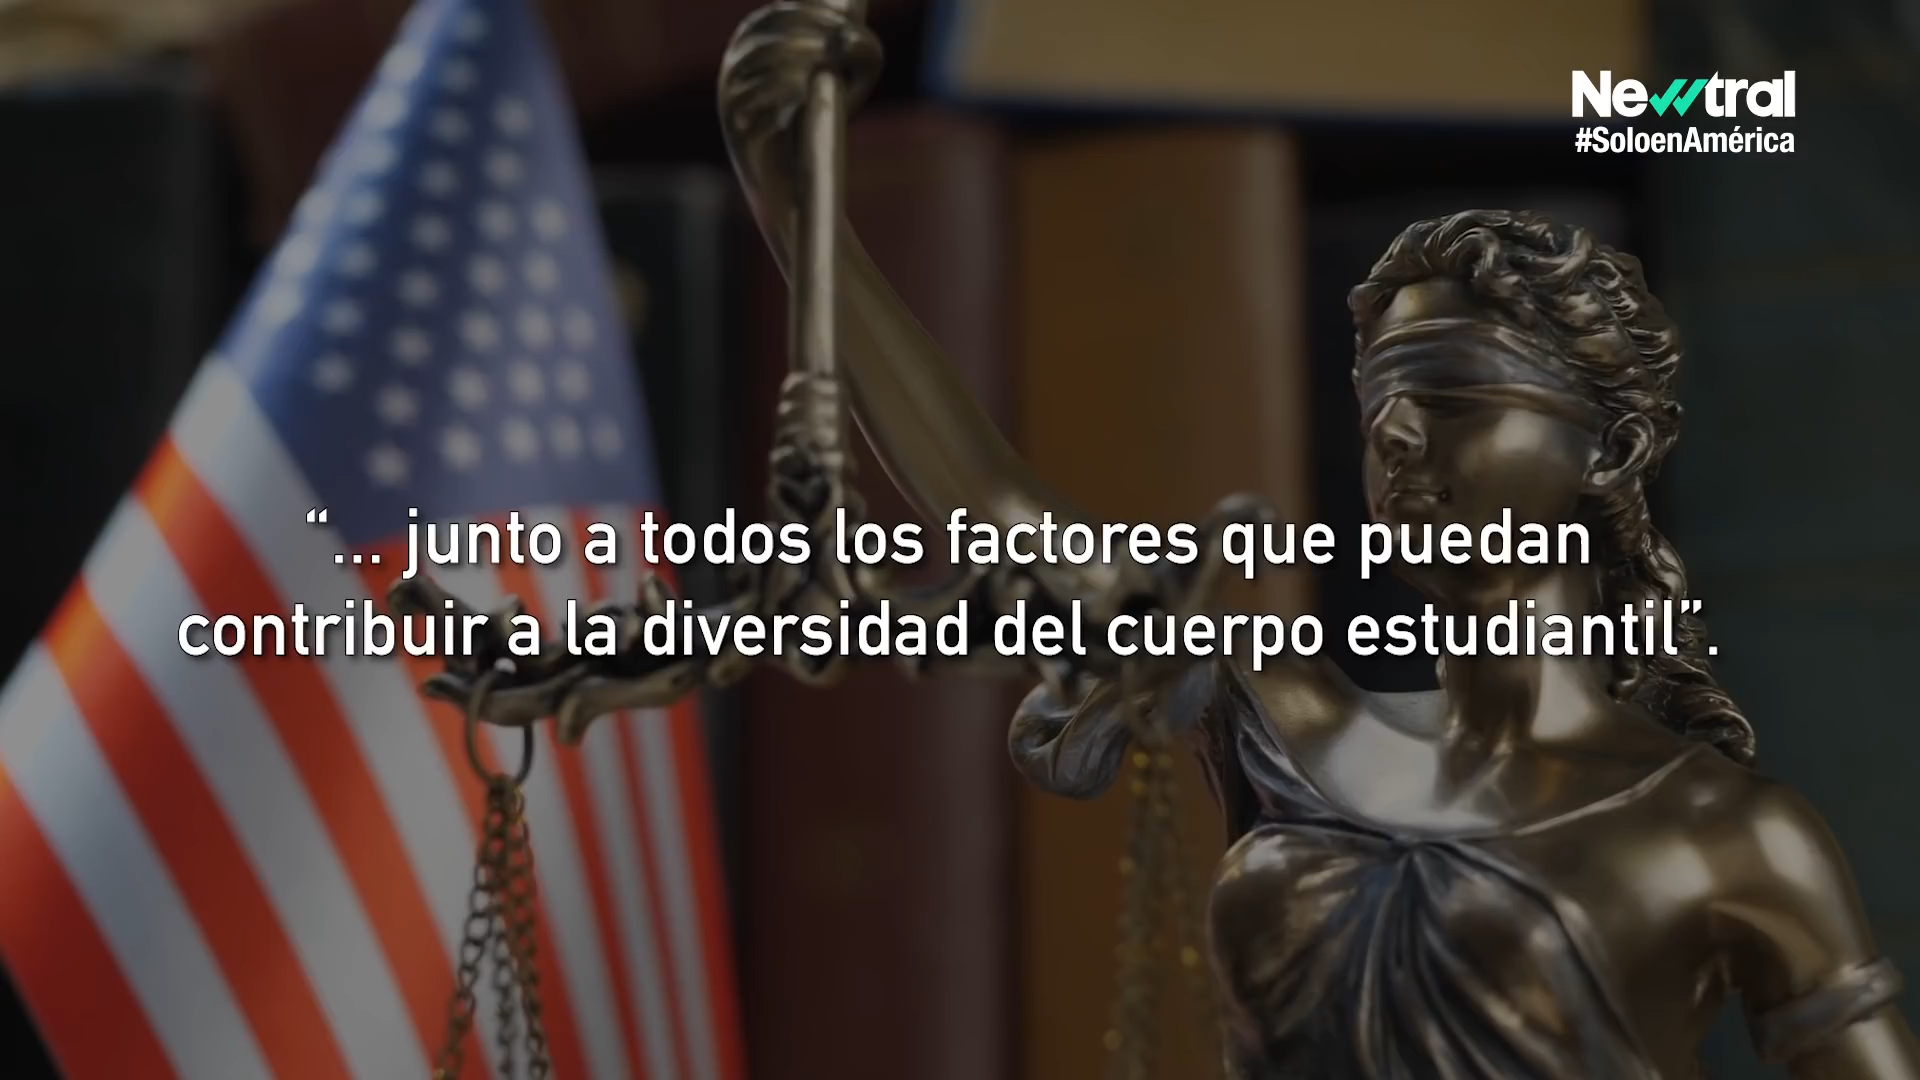 Newtral
#SoloenAmérica
“... junto a todos los factores que puedan
contribuir a la diversidad del cuerpo estudiantil”.